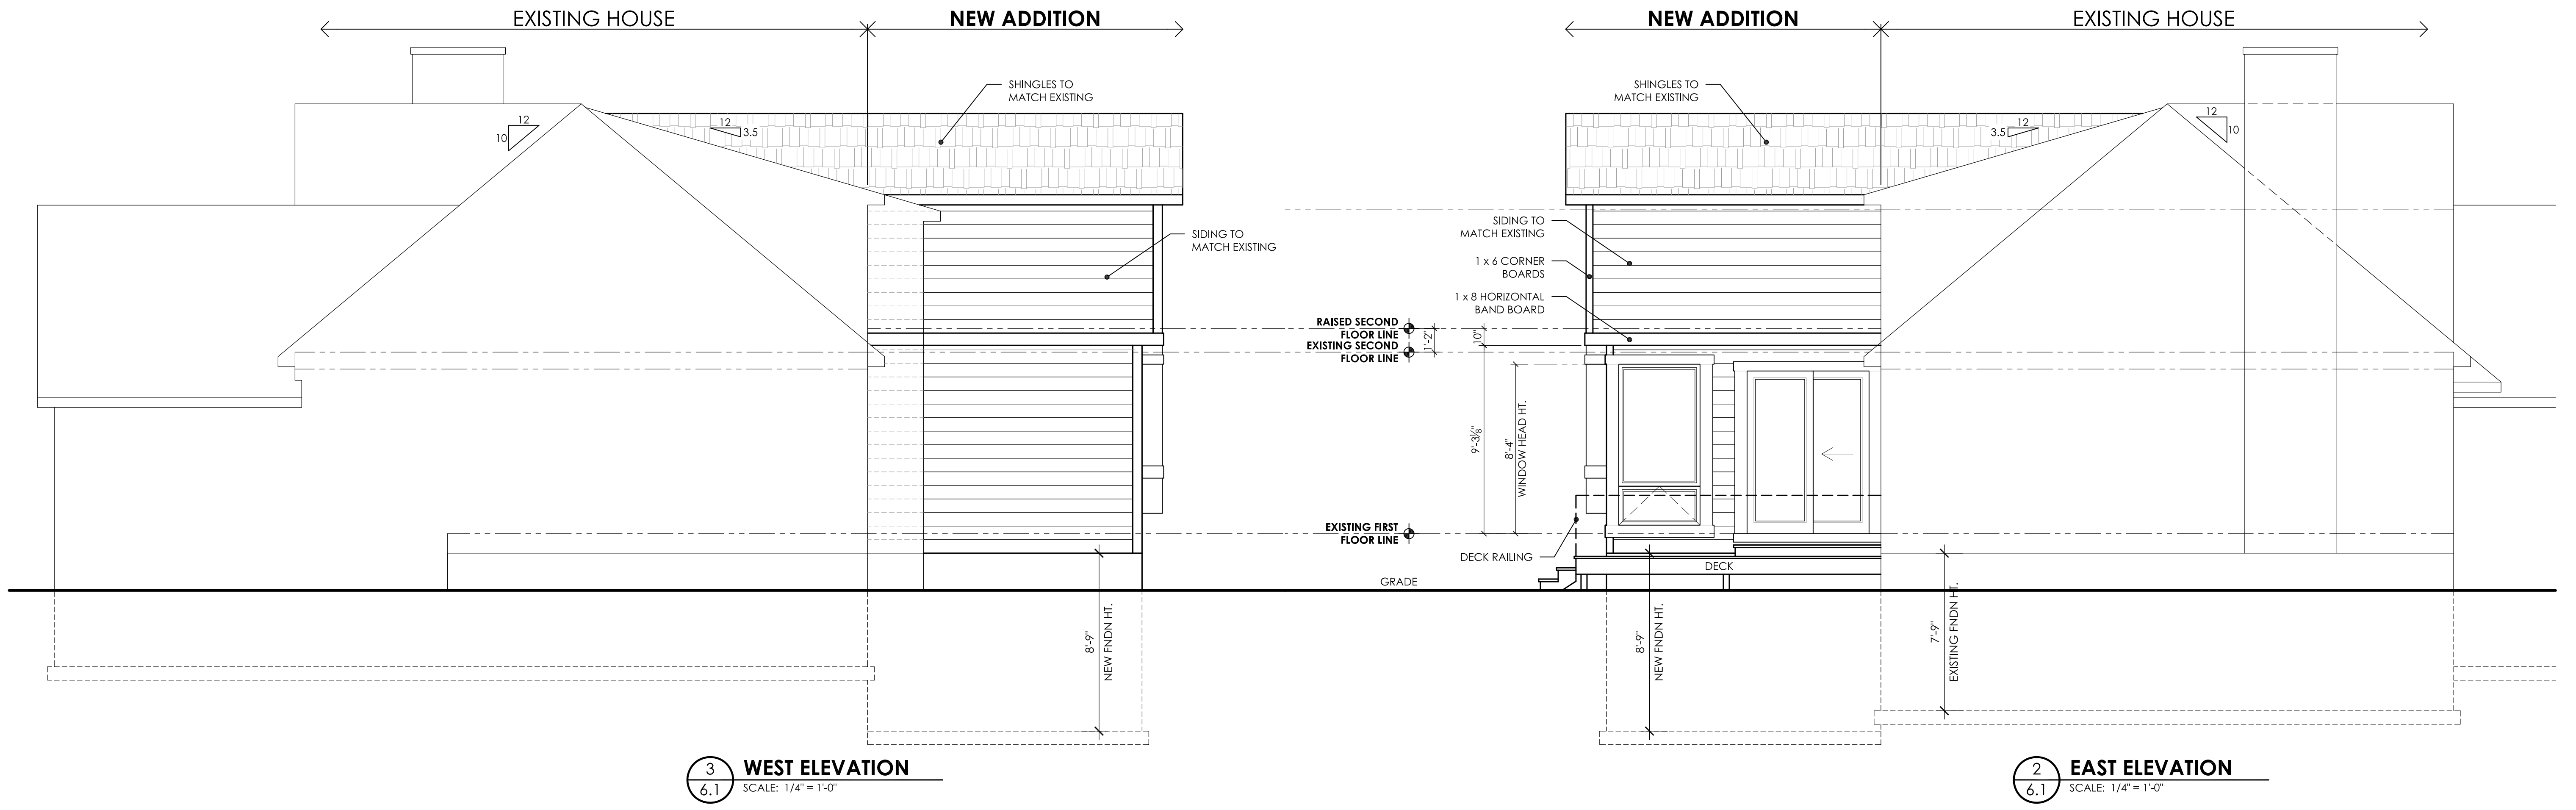 EXISTING HOUSE
NEW ADDITION
NEW ADDITION
EXISTING HOUSE
SHINGLES TO
MATCH EXISTING
SHINGLES TO
MATCH EXISTING
12
10
12
3.5
12
3.5
12
10
SIDING TO
MATCH EXISTING
SIDING TO
MATCH EXISTING
1 x 6 CORNER
BOARDS
1 x 8 HORIZONTAL
BAND BOARD
RAISED SECOND
FLOOR LINE
EXISTING SECOND
FLOOR LINE
1'-2"
10"
9'-3⅛"
8'-4"
WINDOW HEAD HT.
EXISTING FIRST
FLOOR LINE
DECK RAILING
DECK
GRADE
8'-9"
NEW FNDN HT.
8'-9"
NEW FNDN HT.
7'-9"
EXISTING FNDN HT.
3
6.1
WEST ELEVATION
SCALE: 1/4" = 1'-0"
2
6.1
EAST ELEVATION
SCALE: 1/4" = 1'-0"